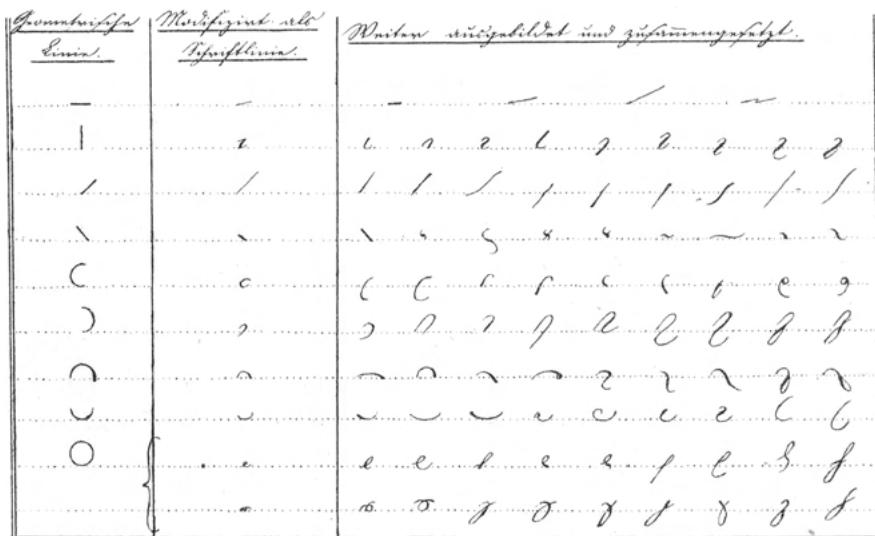 Geometrische
Linie.
Modifizirt als
Schriftlinie.
Weiter ausgebildet und zusammengesetzt.